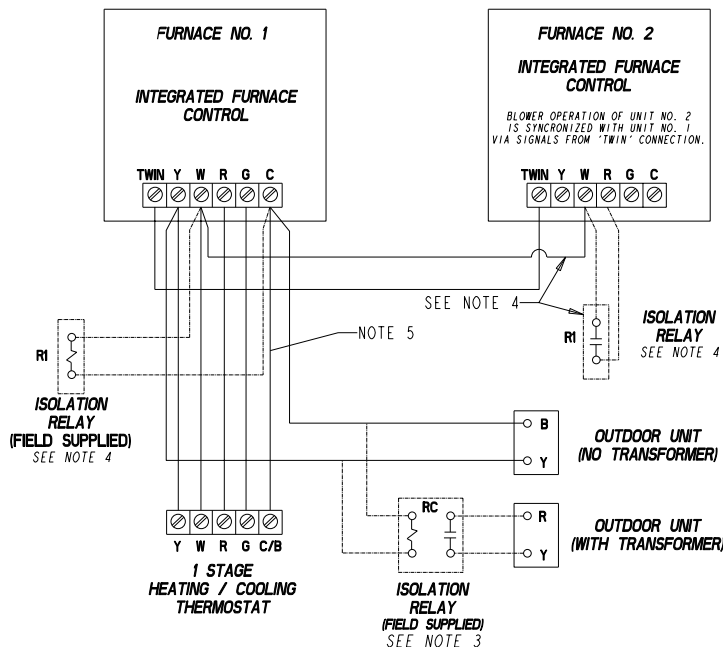 FURNACE NO. 1
INTEGRATED FURNACE
CONTROL
TWIN Y W R G C
FURNACE NO. 2
INTEGRATED FURNACE
CONTROL
BLOWER OPERATION OF UNIT NO. 2
IS SYNCRONIZED WITH UNIT NO. 1
VIA SIGNALS FROM 'TWIN' CONNECTION.
TWIN Y W R G C
SEE NOTE 4
NOTE 5
R1
ISOLATION
RELAY
(FIELD SUPPLIED)
SEE NOTE 4
R1
ISOLATION
RELAY
SEE NOTE 4
B
Y
OUTDOOR UNIT
(NO TRANSFORMER)
RC
R
Y
OUTDOOR UNIT
(WITH TRANSFORMER)
ISOLATION
RELAY
(FIELD SUPPLIED)
SEE NOTE 3
Y W R G C/B
1 STAGE
HEATING / COOLING
THERMOSTAT